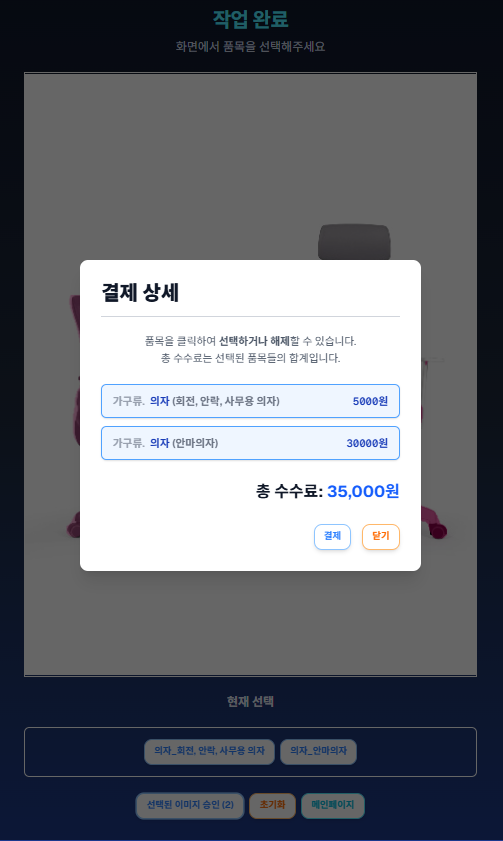 작업 완료
화면에서 품목을 선택해주세요
결제 상세
품목을 클릭하여 선택하거나 해제할 수 있습니다.
총 수수료는 선택된 품목들의 합계입니다.
가구류. 의자 (회전, 안락, 사무용 의자) 5000원
가구류. 의자 (안마의자) 30000원
총 수수료: 35,000원
결제 닫기
현재 선택
의자_회전, 안락, 사무용 의자 의자_안마의자
선택된 이미지 승인 (2) 초기화 메인페이지